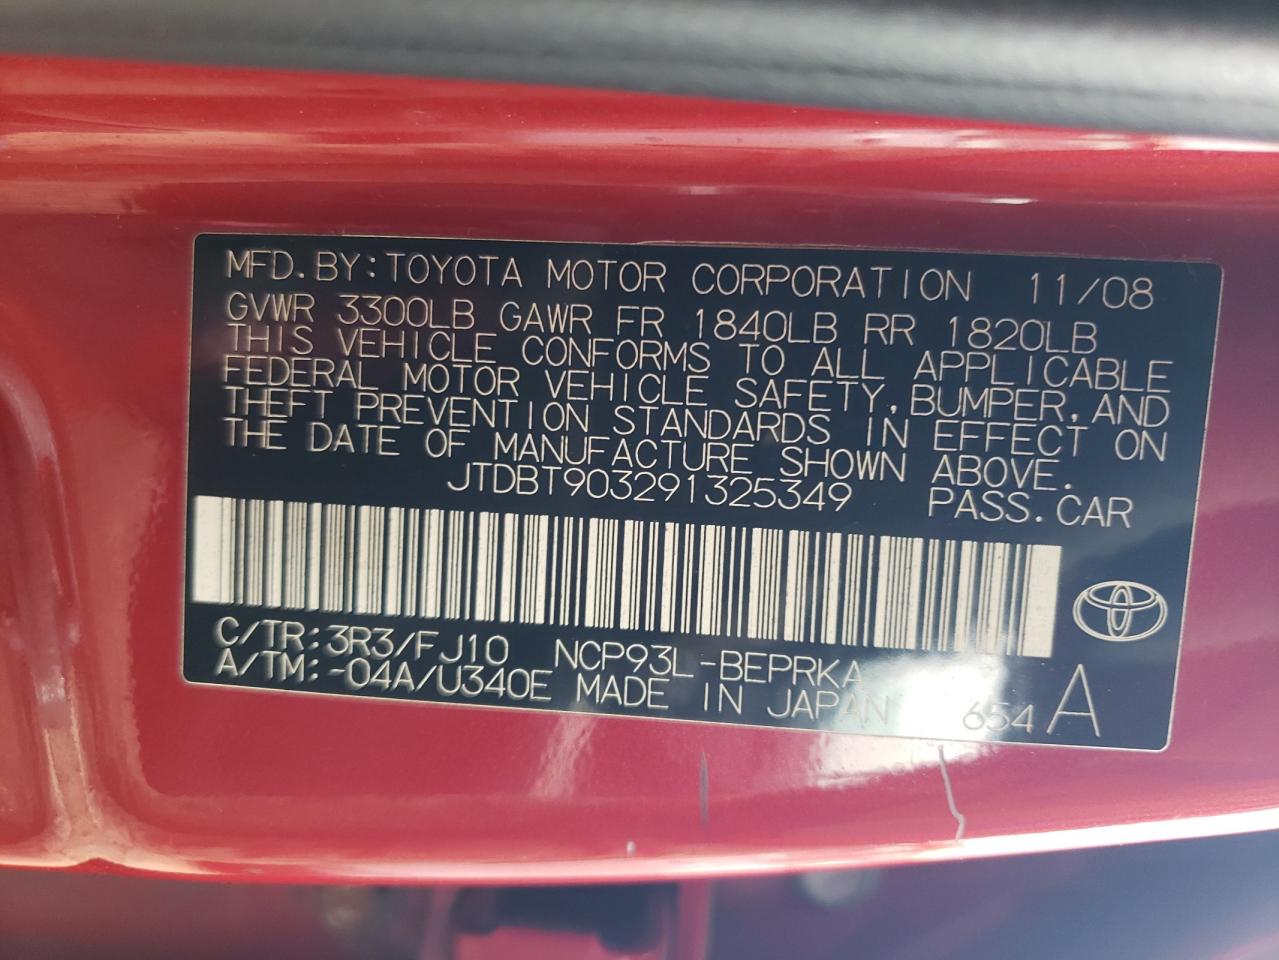 MFD.BY:TOYOTA MOTOR CORPORATION 11/08
GVWR 3300LB GAWR FR 1840LB RR 1820LB
THIS VEHICLE CONFORMS TO ALL APPLICABLE
FEDERAL MOTOR VEHICLE SAFETY,BUMPER,AND
THEFT PREVENTION STANDARDS IN EFFECT ON
THE DATE OF MANUFACTURE SHOWN ABOVE.
JTDBT903291325349 PASS.CAR
C/TR:3R3/FJ10 NCP93L-BEPRKA
A/TM:-04A/U340E MADE IN JAPAN 654 A